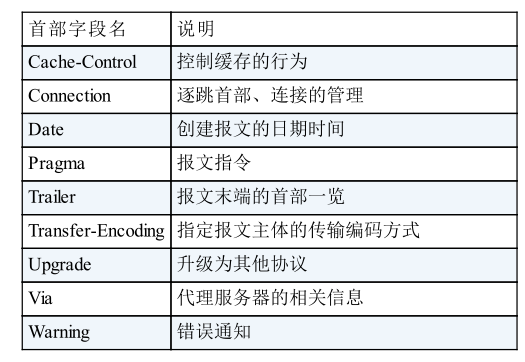 首部字段名 说明
Cache-Control 控制缓存的行为
Connection 逐跳首部、连接的管理
Date 创建报文的日期时间
Pragma 报文指令
Trailer 报文末端的首部一览
Transfer-Encoding 指定报文主体的传输编码方式
Upgrade 升级为其他协议
Via 代理服务器的相关信息
Warning 错误通知